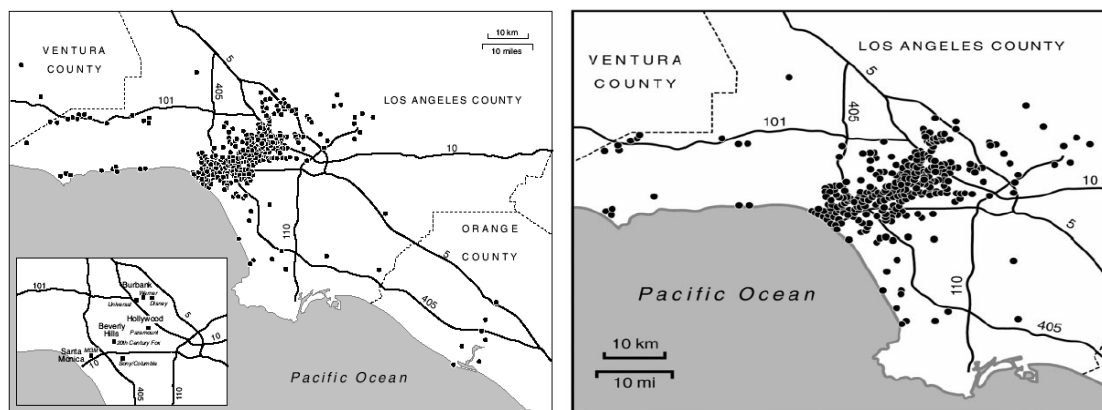 VENTURA
COUNTY
10 km
10 miles
5
405
LOS ANGELES COUNTY
101
10
110
5
ORANGE
COUNTY
405
Pacific Ocean
101
Burbank
Warner
Universal
Disney
5
Hollywood
Beverly
Hills
Paramount
20th Century Fox
10
Santa
Monica
MGM
10
Sony/Columbia
405
110
VENTURA
COUNTY
LOS ANGELES COUNTY
5
405
101
10
5
110
Pacific Ocean
405
10 km
10 mi